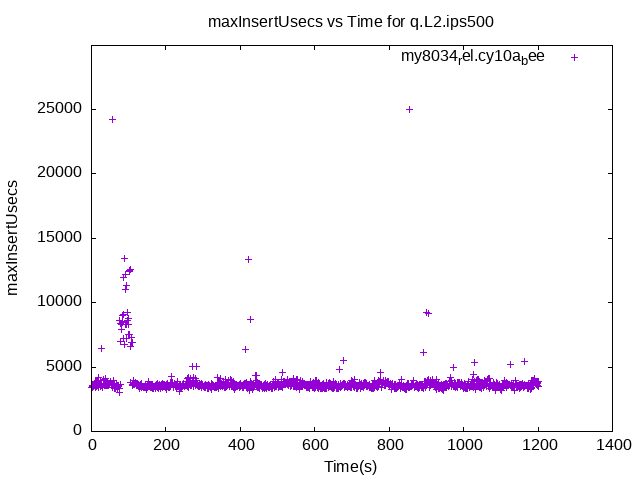 maxInsertUsecs vs Time for q.L2.ips500
my8034rel.cy10abee
25000
20000
15000
10000
5000
0
maxInsertUsecs
0 200 400 600 800 1000 1200 1400
Time(s)